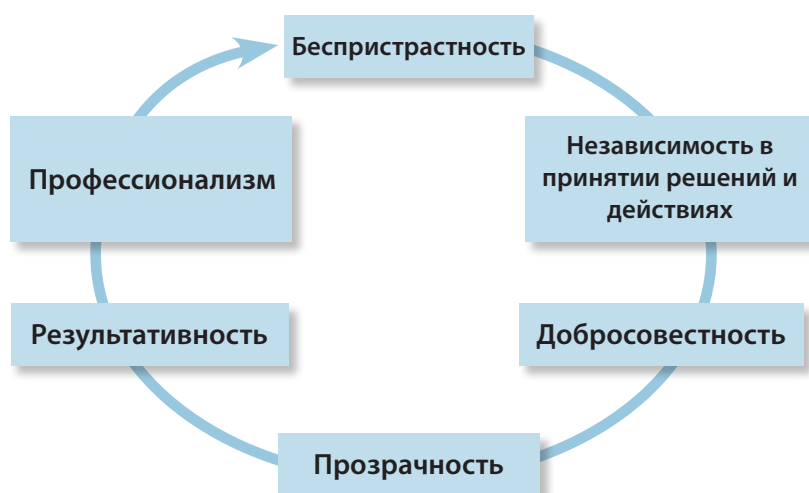 Беспристрастность
Независимость в
принятии решений и
действиях
Профессионализм
Результативность
Добросовестность
Прозрачность